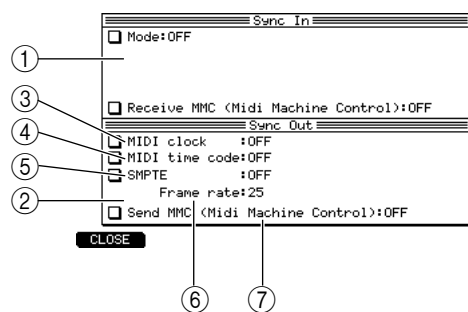 Sync In
Mode:OFF
①
Receive MMC (Midi Machine Control):OFF
Sync Out
③
MIDI clock :OFF
④
MIDI time code:OFF
⑤
SMPTE :OFF
②
Frame rate:25
Send MMC (Midi Machine Control):OFF
CLOSE
⑥ ⑦